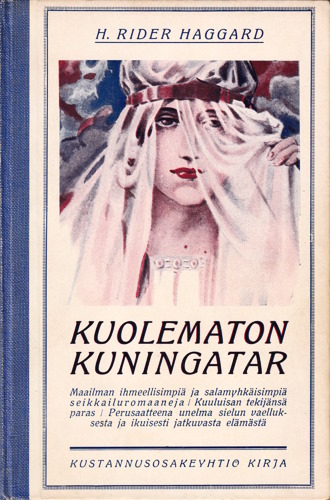 H. RIDER HAGGARD
KUOLEMATON
KUNINGATAR
Maailman ihmeellisimpiä ja salamyhkäisimpiä
seikkailuromaaneja / Kuuluisan tekijänsä
paras / Perusaatteena unelma sielun vaelluk-
sesta ja ikuisesti jatkuvasta elämästä
KUSTANNUSOSAKEYHTIÖ KIRJA